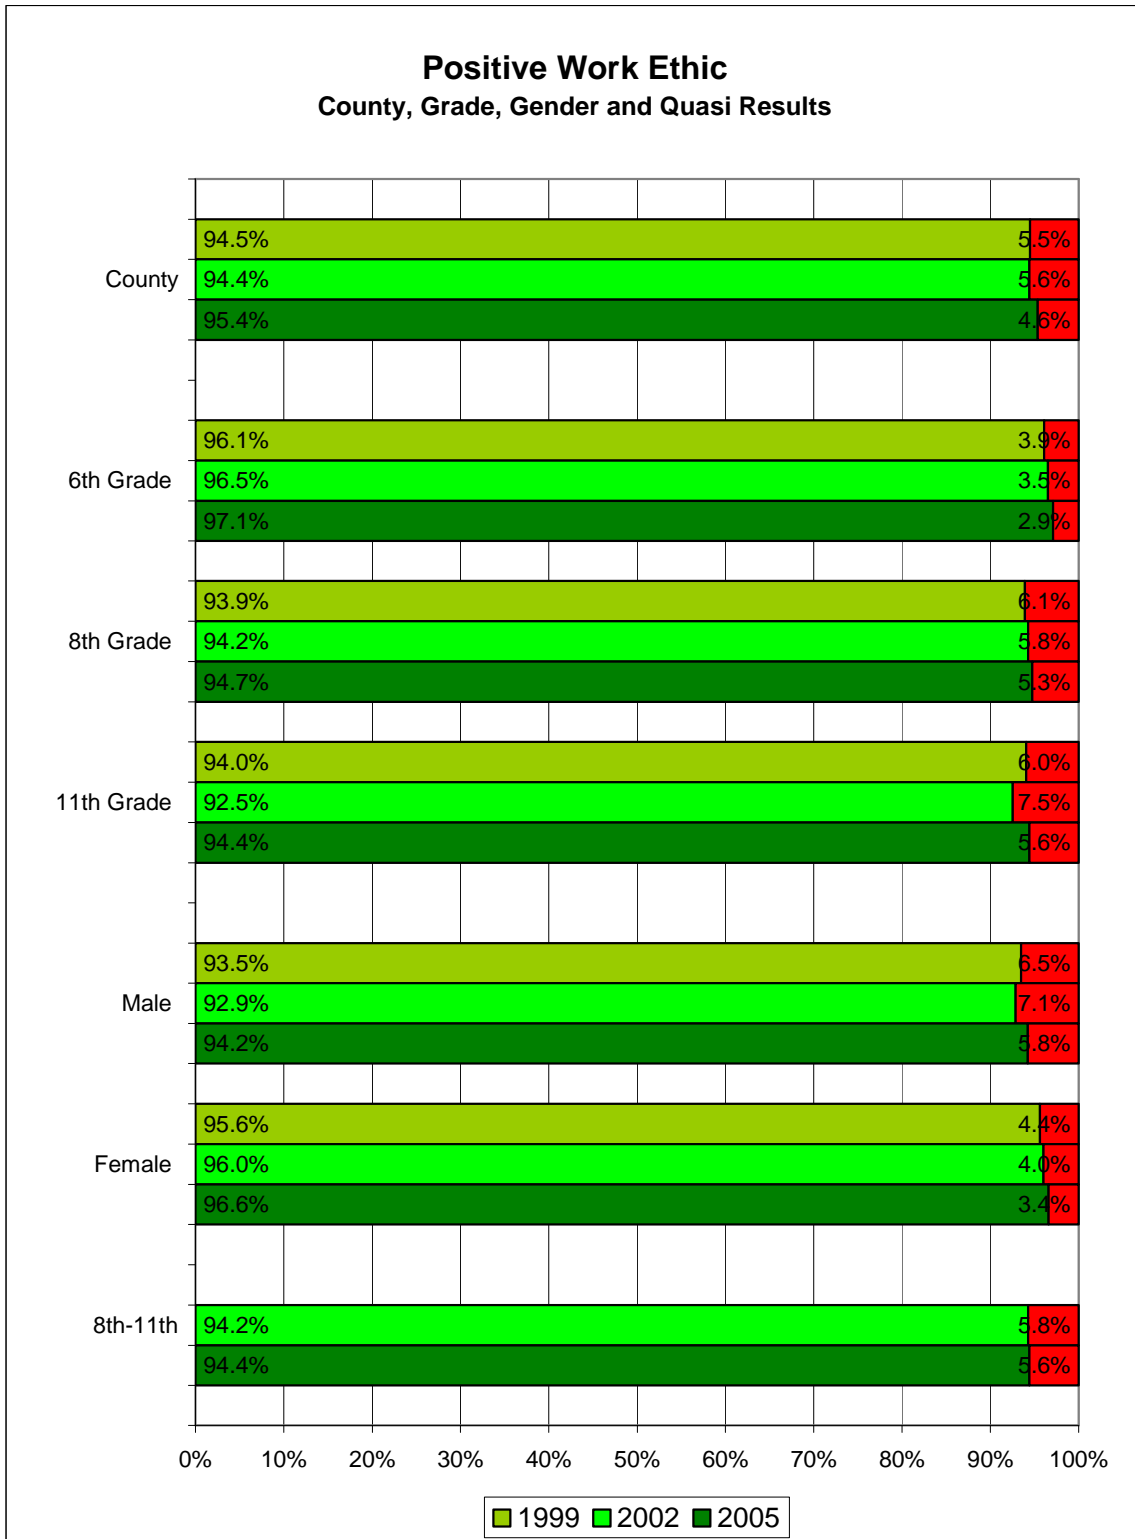 Positive Work Ethic
County, Grade, Gender and Quasi Results
94.5% 5.5%
County 94.4% 5.6%
95.4% 4.6%
96.1% 3.9%
6th Grade 96.5% 3.5%
97.1% 2.9%
93.9% 6.1%
8th Grade 94.2% 5.8%
94.7% 5.3%
94.0% 6.0%
11th Grade 92.5% 7.5%
94.4% 5.6%
93.5% 6.5%
Male 92.9% 7.1%
94.2% 5.8%
95.6% 4.4%
Female 96.0% 4.0%
96.6% 3.4%
8th-11th 94.2% 5.8%
94.4% 5.6%
0% 10% 20% 30% 40% 50% 60% 70% 80% 90% 100%
1999 2002 2005